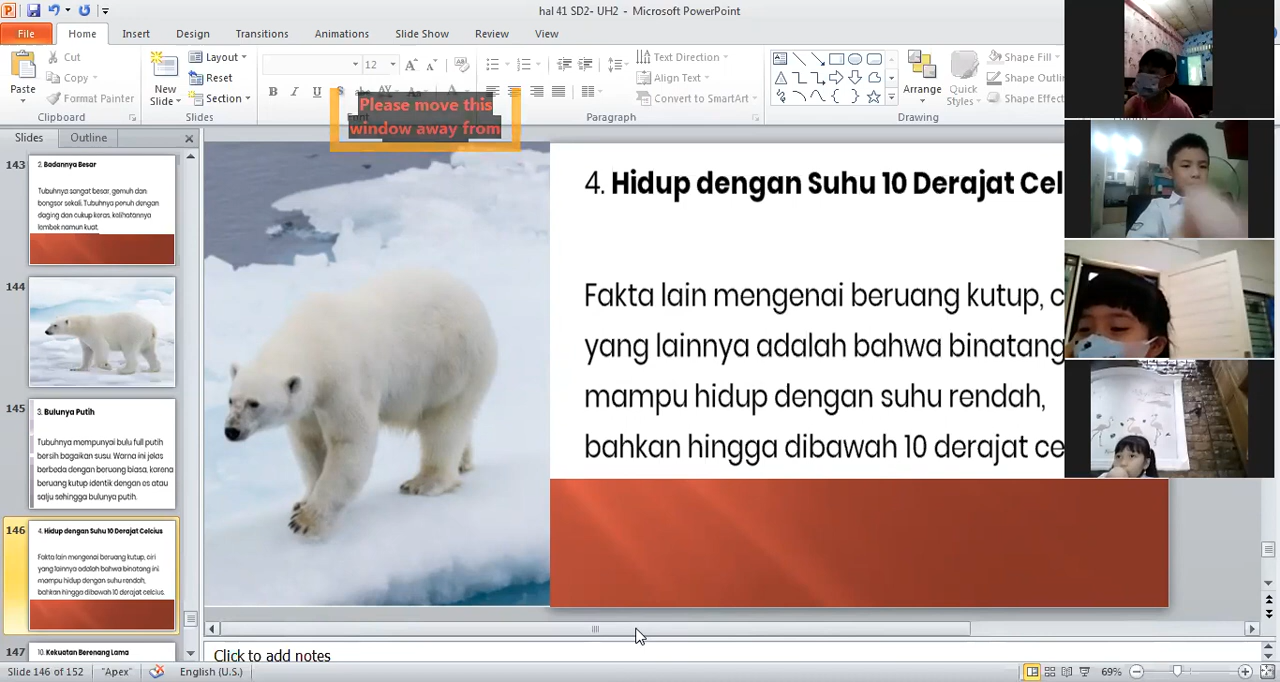 hal 41 SD2- UH2 - Microsoft PowerPoint
File Home Insert Design Transitions Animations Slide Show Review View
Paste
Cut
Copy
Format Painter
Clipboard
New Slide
Layout
Reset
Section
Slides
12
Font
Text Direction
Align Text
Convert to SmartArt
Paragraph
Arrange
Quick Styles
Shape Fill
Shape Outli
Shape Effec
Drawing
Please move this
window away from
Slides Outline
143
2. Badannya Besar
Tubuhnya sangat besar, gemuh dan
bongsor sekali. Tubuhnya penuh dengan
daging dan cukup keras, kelihatannya
lembek namun kuat.
144
145
3. Bulunya Putih
Tubuhnya mempunyai bulu full putih
bersih bagaikan susu. Warna ini jelas
berbeda dengan beruang biasa, karena
beruang kutup identik dengan es atau
salju sehingga bulunya putih.
146
4. Hidup dengan Suhu 10 Derajat Celcius
Fakta lain mengenai beruang kutup, ciri
yang lainnya adalah bahwa binatang ini
mampu hidup dengan suhu rendah,
bahkan hingga dibawah 10 derajat celcius.
147
10. Kekuatan Berenang Lama
4. Hidup dengan Suhu 10 Derajat Cel
Fakta lain mengenai beruang kutup, c
yang lainnya adalah bahwa binatang
mampu hidup dengan suhu rendah,
bahkan hingga dibawah 10 derajat ce
Click to add notes
Slide 146 of 152 "Apex" English (U.S.) 69%